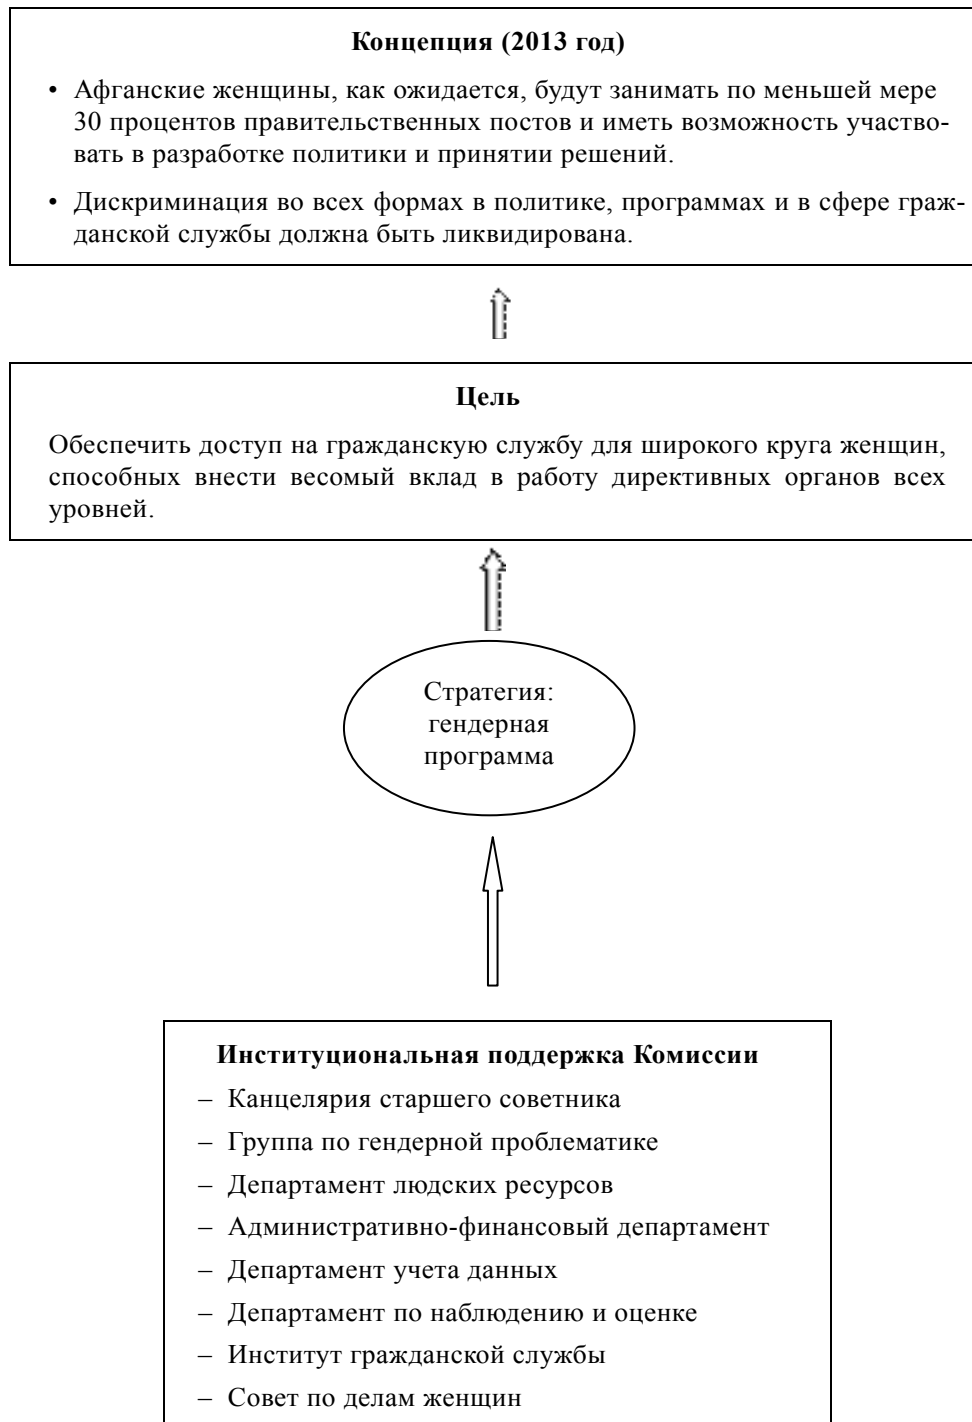 Концепция (2013 год)
• Афганские женщины, как ожидается, будут занимать по меньшей мере
30 процентов правительственных постов и иметь возможность участво-
вать в разработке политики и принятии решений.
• Дискриминация во всех формах в политике, программах и в сфере граж-
данской службы должна быть ликвидирована.
Цель
Обеспечить доступ на гражданскую службу для широкого круга женщин,
способных внести весомый вклад в работу директивных органов всех
уровней.
Стратегия:
гендерная
программа
Институциональная поддержка Комиссии
– Канцелярия старшего советника
– Группа по гендерной проблематике
– Департамент людских ресурсов
– Административно-финансовый департамент
– Департамент учета данных
– Департамент по наблюдению и оценке
– Институт гражданской службы
– Совет по делам женщин